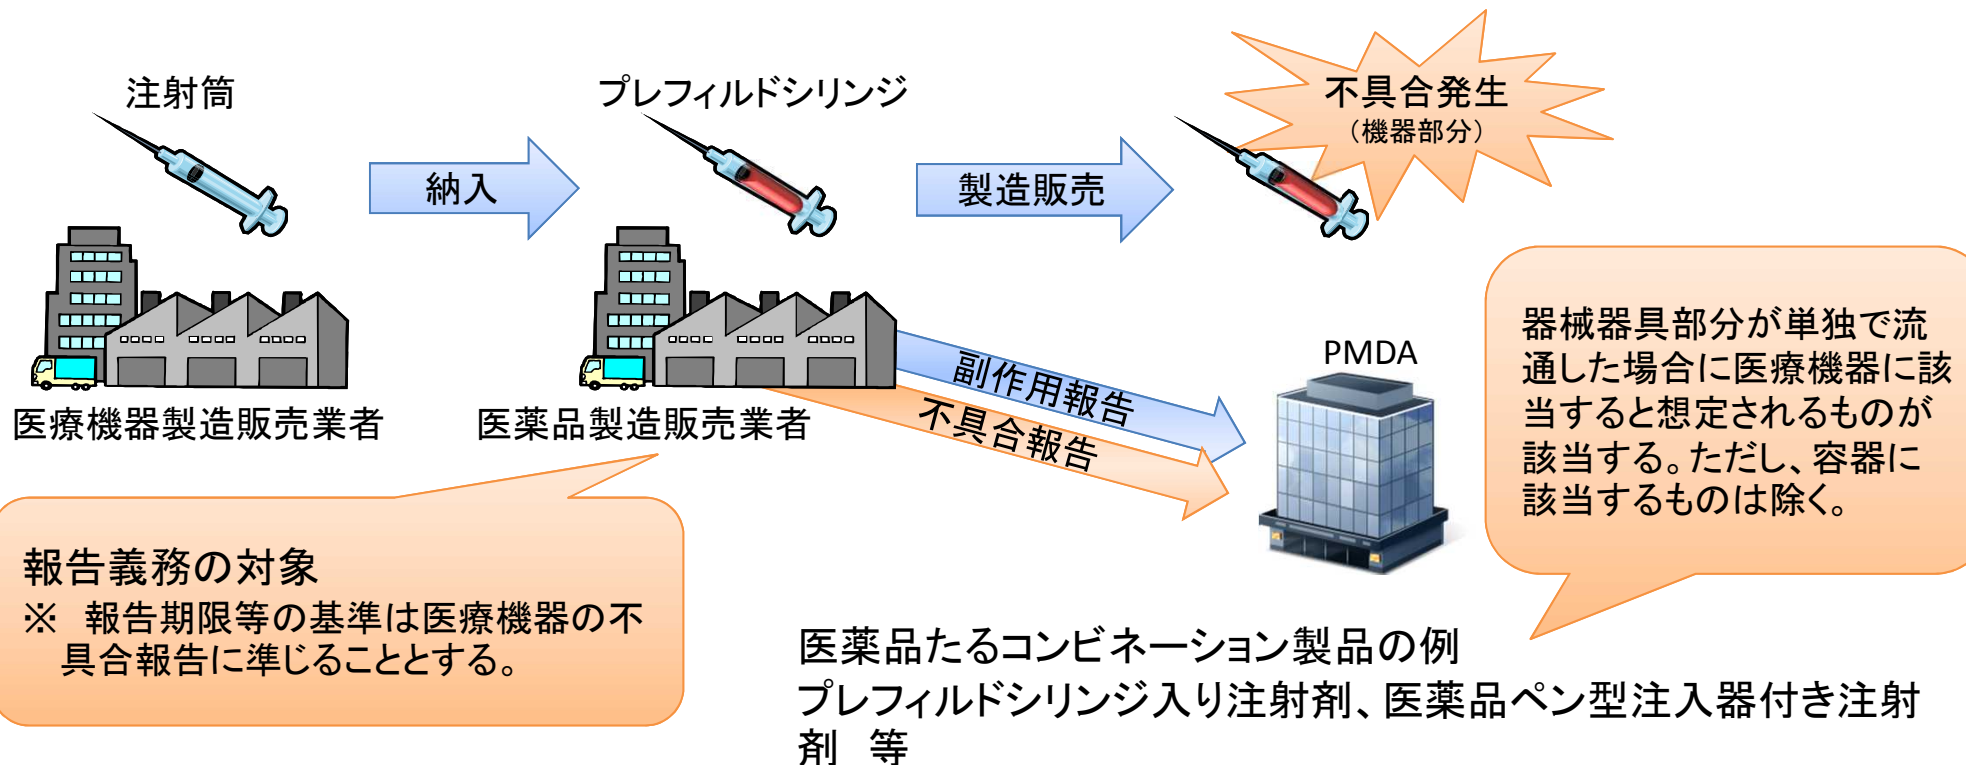 注射筒
プレフィルドシリンジ
不具合発生
（機器部分）
納入
製造販売
医療機器製造販売業者
医薬品製造販売業者
副作用報告
不具合報告
PMDA
器械器具部分が単独で流
通した場合に医療機器に該
当すると想定されるものが
該当する。ただし、容器に
該当するものは除く。
報告義務の対象
※　報告期限等の基準は医療機器の不
具合報告に準じることとする。
医薬品たるコンビネーション製品の例
プレフィルドシリンジ入り注射剤、医薬品ペン型注入器付き注射
剤　等